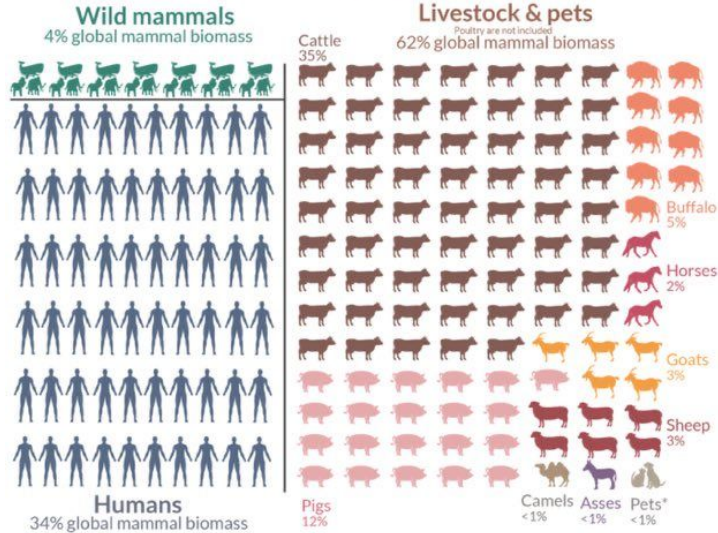 Wild mammals
4% global mammal biomass
Livestock & pets
Poultry are not included
62% global mammal biomass
Cattle
35%
Buffalo
5%
Horses
2%
Goats
3%
Sheep
3%
Pigs
12%
Camels
<1%
Asses
<1%
Pets*
<1%
Humans
34% global mammal biomass